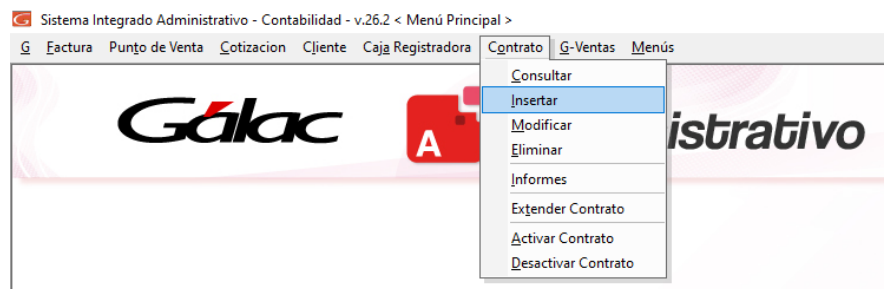 G Sistema Integrado Administrativo - Contabilidad - v.26.2 < Menú Principal >
G Factura Punto de Venta Cotizacion Cliente Caja Registradora Contrato G-Ventas Menús
Consultar
Insertar
Modificar
Eliminar
Informes
Extender Contrato
Activar Contrato
Desactivar Contrato
Gálac
A
istrativo